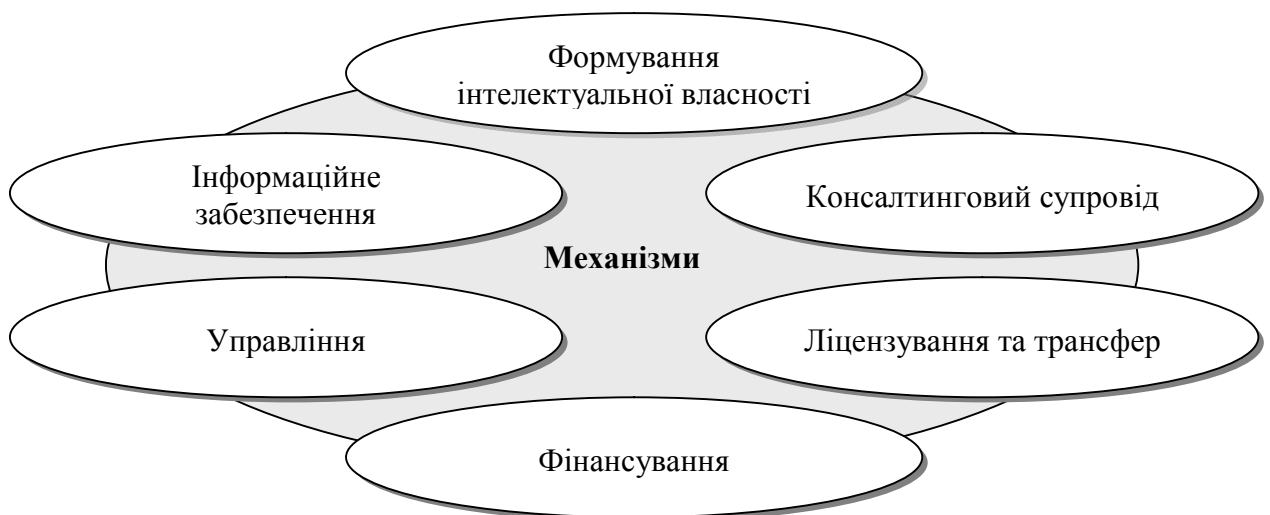 Формування
інтелектуальної власності
Інформаційне
забезпечення
Консалтинговий супровід
Механізми
Управління
Ліцензування та трансфер
Фінансування